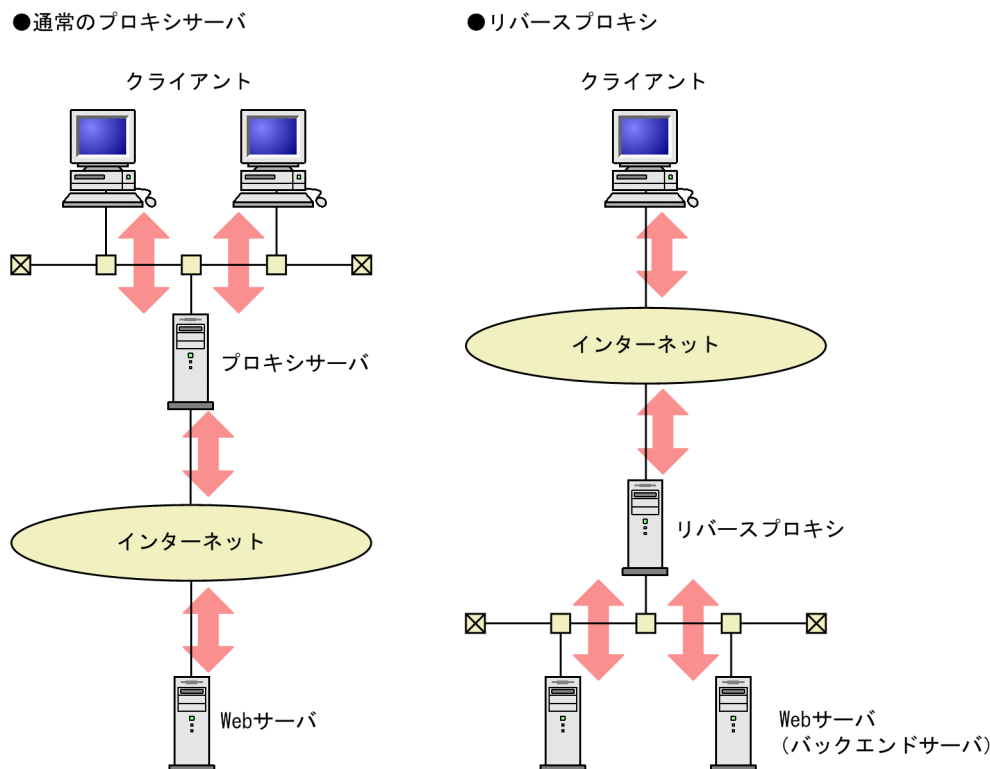 ●通常のプロキシサーバ
クライアント
プロキシサーバ
インターネット
Webサーバ
●リバースプロキシ
クライアント
インターネット
リバースプロキシ
Webサーバ
(バックエンドサーバ)